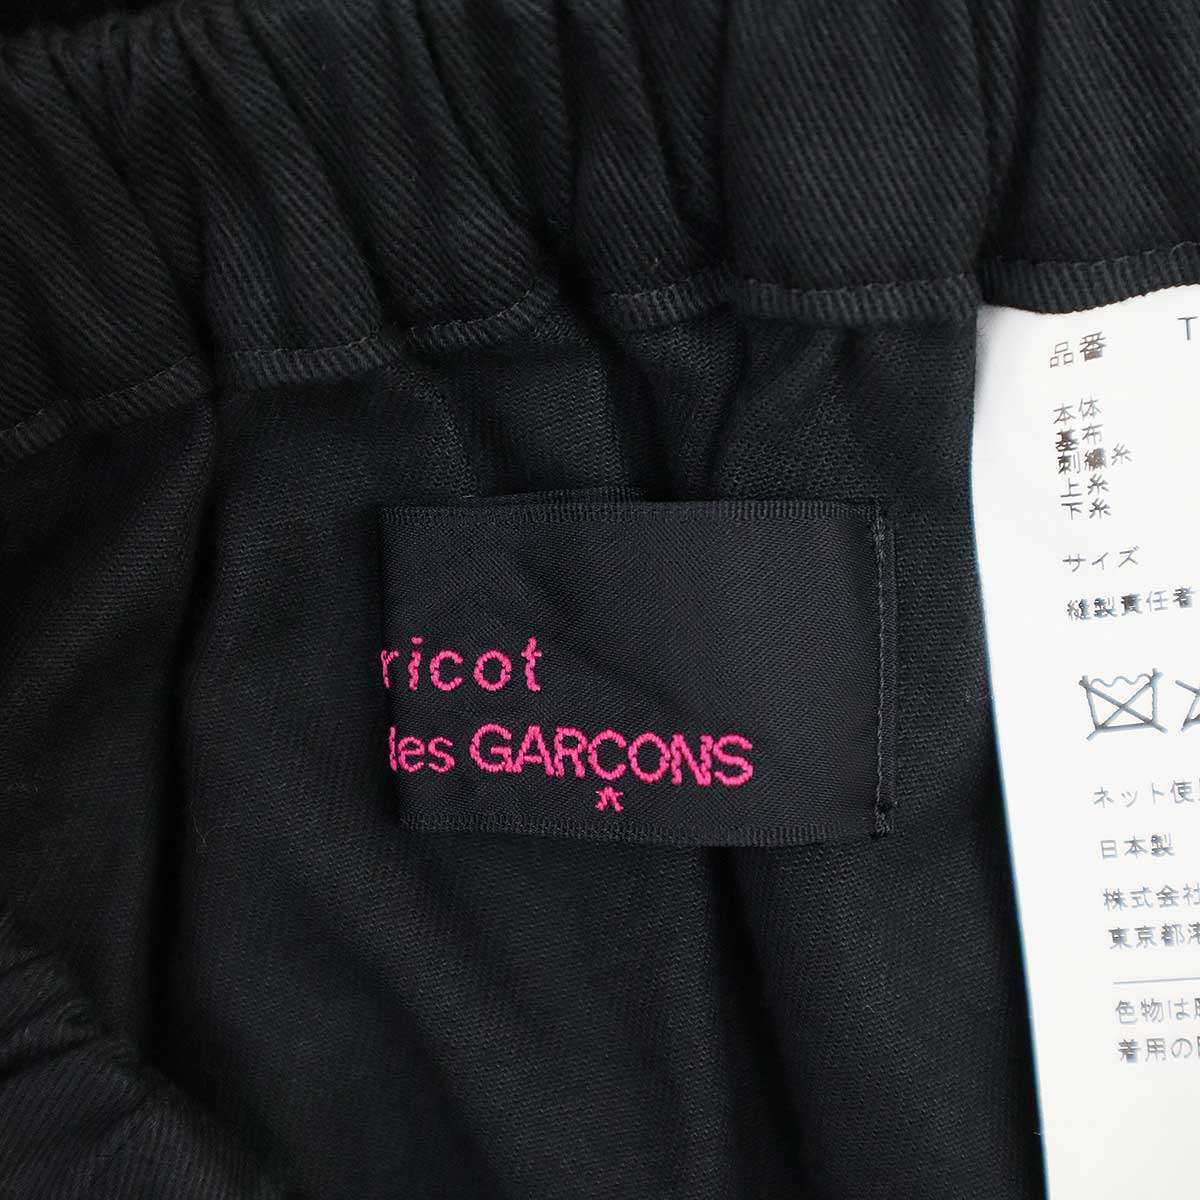 ricot
des GARCONS
品番 T
本体
基布
刺繍糸
上糸
下糸
サイズ
縫製責任者
ネット使
日本製
株式会社
東京都港
色物は
着用の